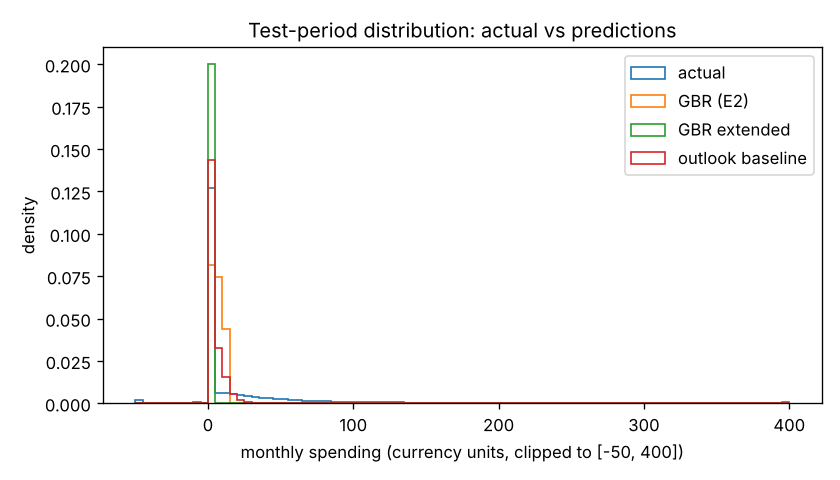 Test-period distribution: actual vs predictions
actual
GBR (E2)
GBR extended
outlook baseline
density
0.200
0.175
0.150
0.125
0.100
0.075
0.050
0.025
0.000
0 100 200 300 400
monthly spending (currency units, clipped to [-50, 400])